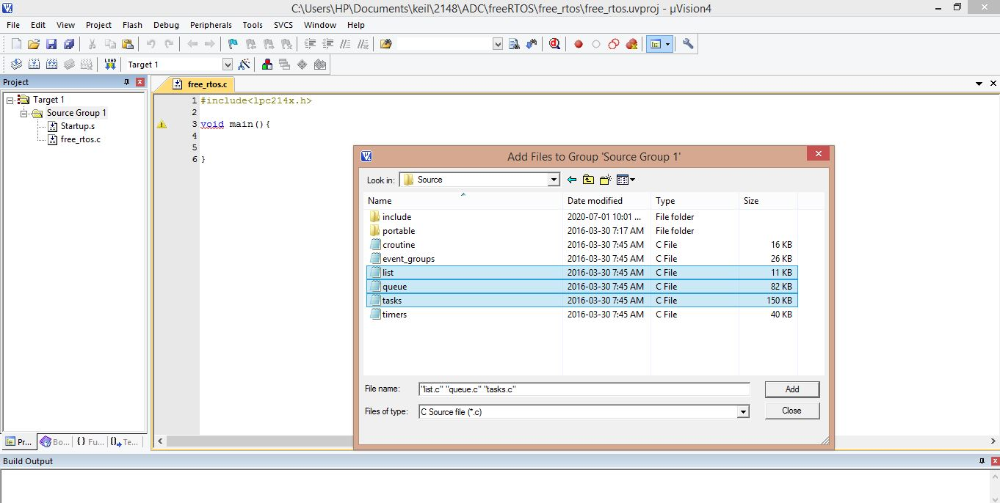 C:\Users\HP\Documents\keil\2148\ADC\freeRTOS\free_rtos\free_rtos.uvproj - µVision4
File Edit View Project Flash Debug Peripherals Tools SVCS Window Help
LOAD
Target 1
Project
free_rtos.c
Target 1
Source Group 1
Startup.s
free_rtos.c
1 #include<lpc214x.h>
2
3 void main(){
4
5
6 }
Add Files to Group 'Source Group 1'
Look in: Source
Name Date modified Type Size
include 2020-07-01 10:01 ... File folder
portable 2016-03-30 7:17 AM File folder
croutine 2016-03-30 7:45 AM C File 16 KB
event_groups 2016-03-30 7:45 AM C File 26 KB
list 2016-03-30 7:45 AM C File 11 KB
queue 2016-03-30 7:45 AM C File 82 KB
tasks 2016-03-30 7:45 AM C File 150 KB
timers 2016-03-30 7:45 AM C File 40 KB
File name: "list.c" "queue.c" "tasks.c" Add
Files of type: C Source file (*.c) Close
Pr... Bo... {} Fu... 0→ Te...
Build Output